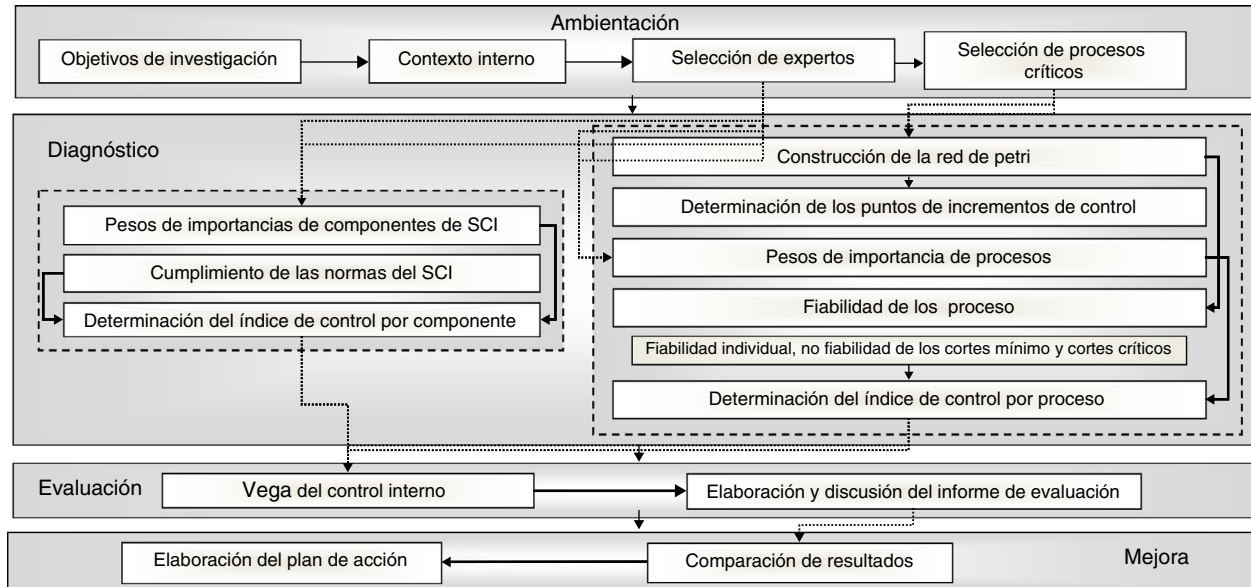 Ambientación
Objetivos de investigación
Contexto interno
Selección de expertos
Selección de procesos
críticos
Diagnóstico
Pesos de importancias de componentes de SCI
Cumplimiento de las normas del SCI
Determinación del índice de control por componente
Construcción de la red de petri
Determinación de los puntos de incrementos de control
Pesos de importancia de procesos
Fiabilidad de los proceso
Fiabilidad individual, no fiabilidad de los cortes mínimo y cortes críticos
Determinación del índice de control por proceso
Evaluación
Vega del control interno
Elaboración y discusión del informe de evaluación
Elaboración del plan de acción
Comparación de resultados
Mejora